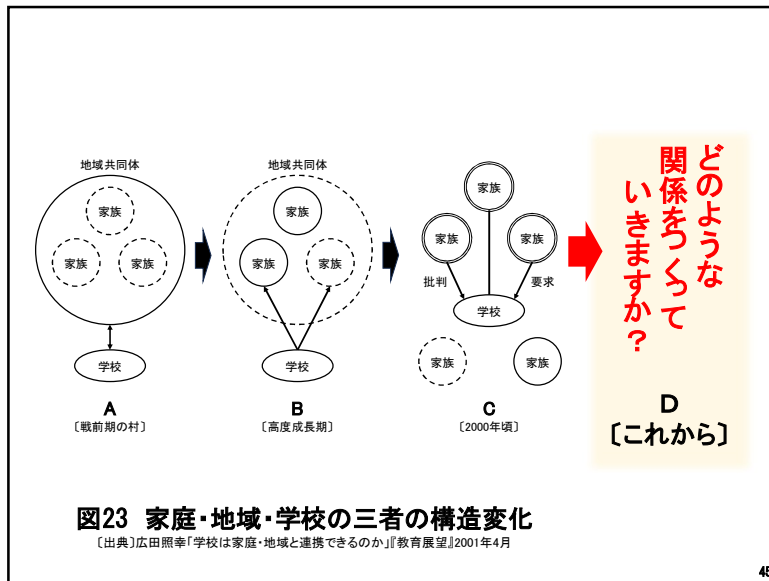 地域共同体
家族
家族
家族
学校
A
〔戦前期の村〕
地域共同体
家族
家族
家族
学校
B
〔高度成長期〕
家族
家族
家族
批判
要求
学校
家族
家族
C
〔2000年頃〕
どのような
関係をつくって
いきますか？
D
〔これから〕
図23 家庭・地域・学校の三者の構造変化
〔出典〕広田照幸「学校は家庭・地域と連携できるのか」『教育展望』2001年4月
45